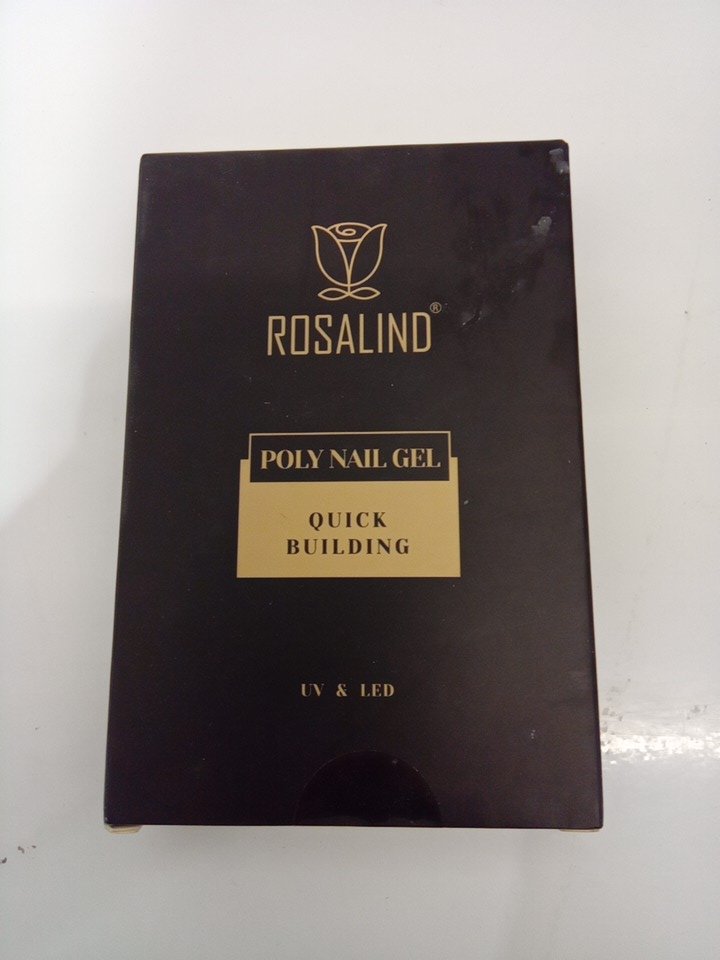 ROSALIND®
POLY NAIL GEL
QUICK
BUILDING
UV & LED